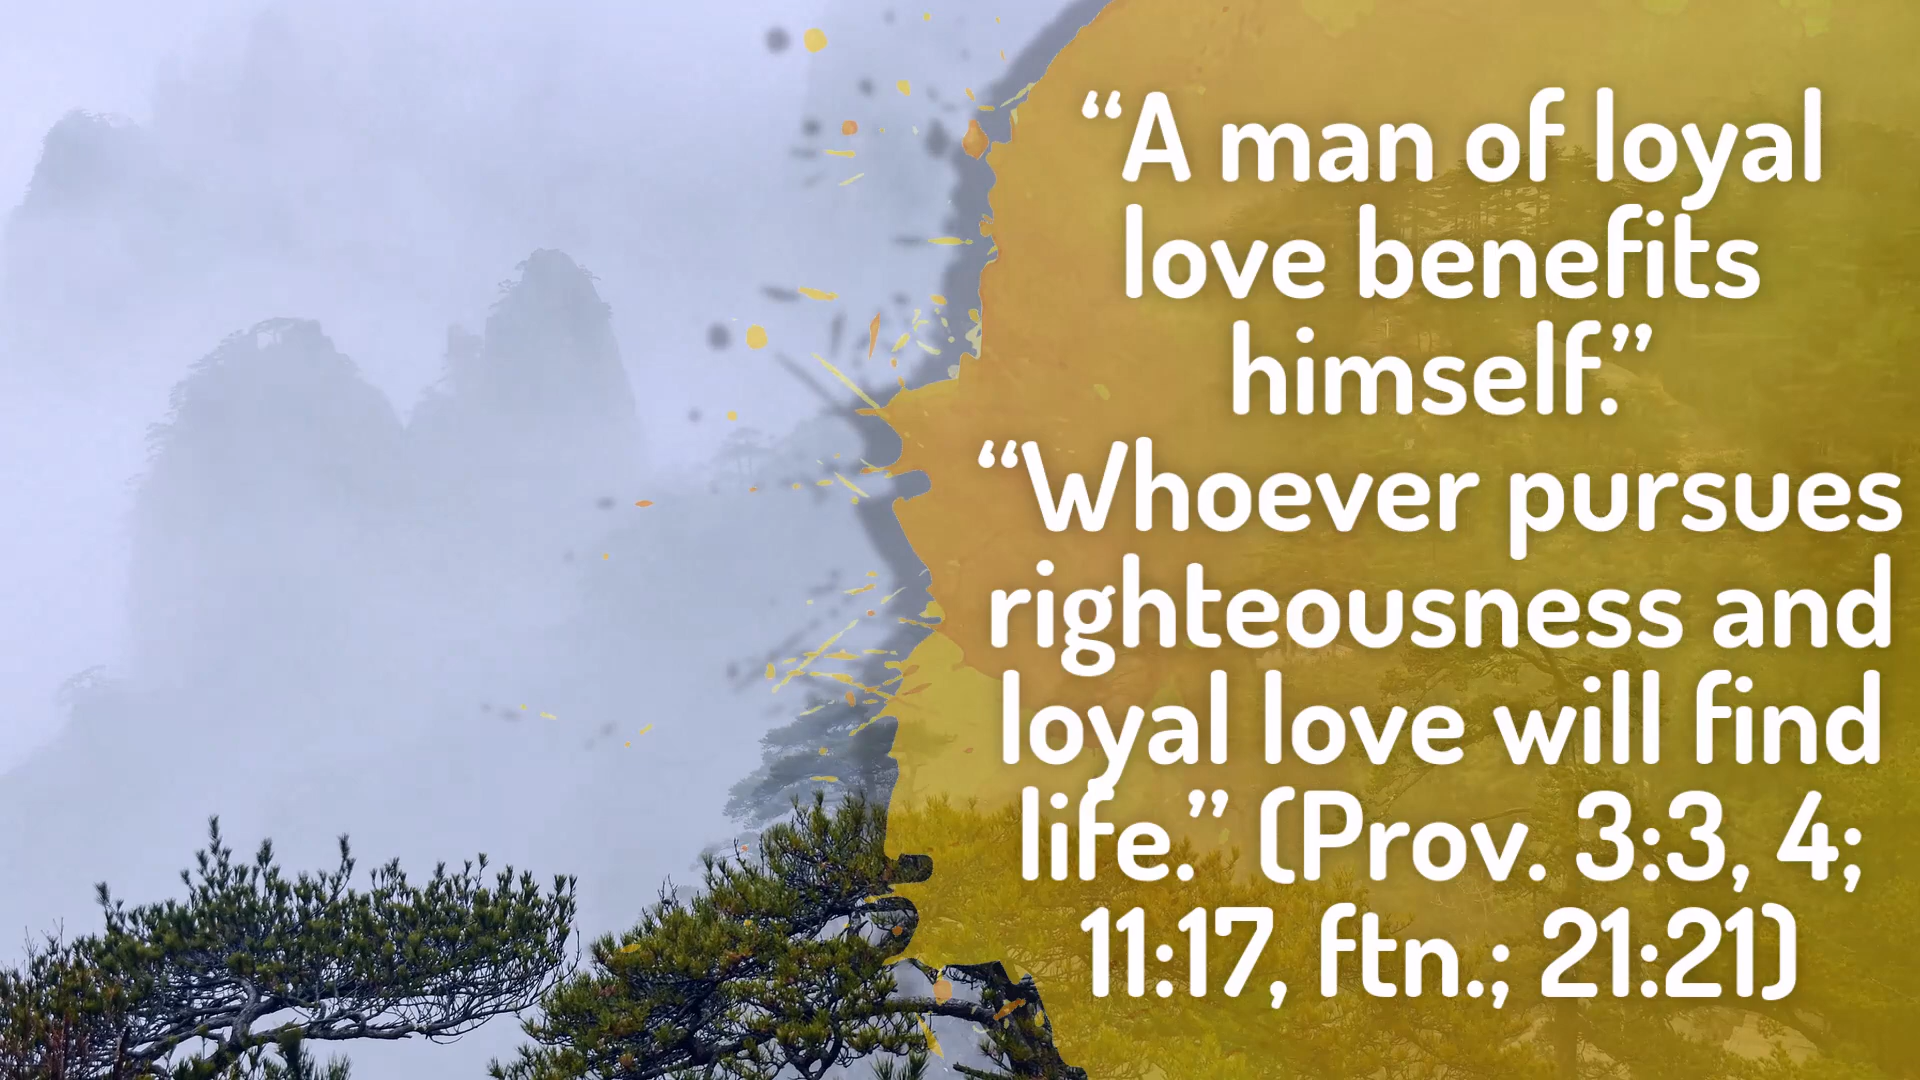 “A man of loyal
love benefits
himself.”
“Whoever pursues
righteousness and
loyal love will find
life.” (Prov. 3:3, 4;
11:17, ftn.; 21:21)